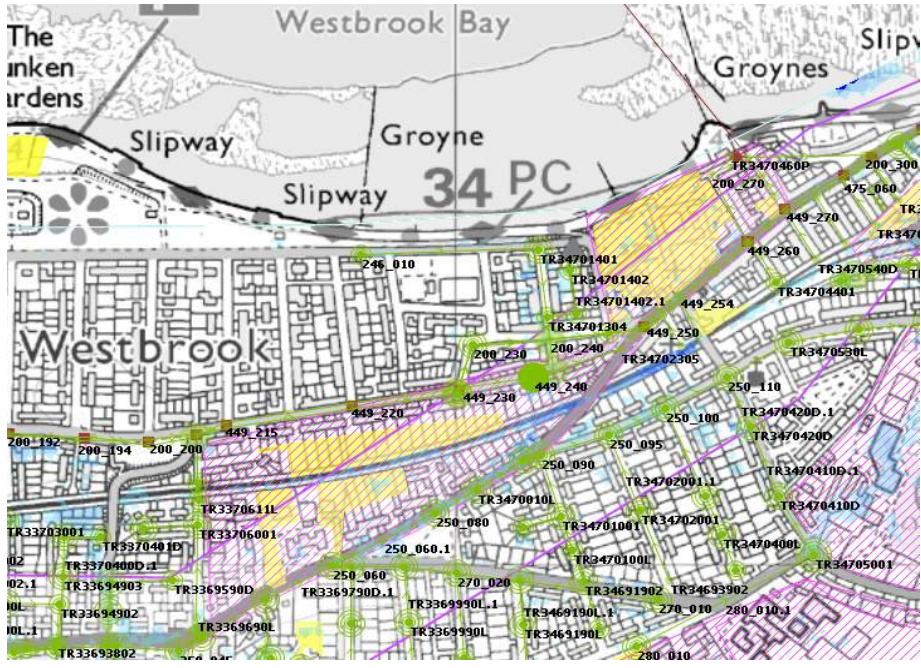 Westbrook Bay
The
unken
ardens
Slipway
Groyne
Slipway
34 PC
Groynes
TR3470460P
200_300
200_270
475_060
449_270
449_260
246_010
TR34701401
TR34701402
TR3470540D
TR34701402.1
TR34704401
449_254
TR34701304
449_250
Westbrook
200_230
200_240
TR34702305
TR3470530L
449_240
449_230
250_110
449_220
250_100
TR3470420D.1
449_215
TR3470420D
200_192
200_194
200_200
250_095
250_090
TR3470410D.1
TR34702001.1
TR3370611L
TR3470010L
TR3470410D
TR33703001
TR33706001
250_080
TR34701001
TR34702001
TR3370401D
TR3470400L
250_060.1
TR3470100L
TR3370400D.1
TR34705001
TR33694903
TR3369590D
250_060
270_020
TR34691902
TR34693902
TR3369790D.1
TR3369990L.1
270_010
280_010.1
TR33694902
TR3469190L.1
TR3369690L
TR3369990L
TR3469190L
TR33693802
280_010